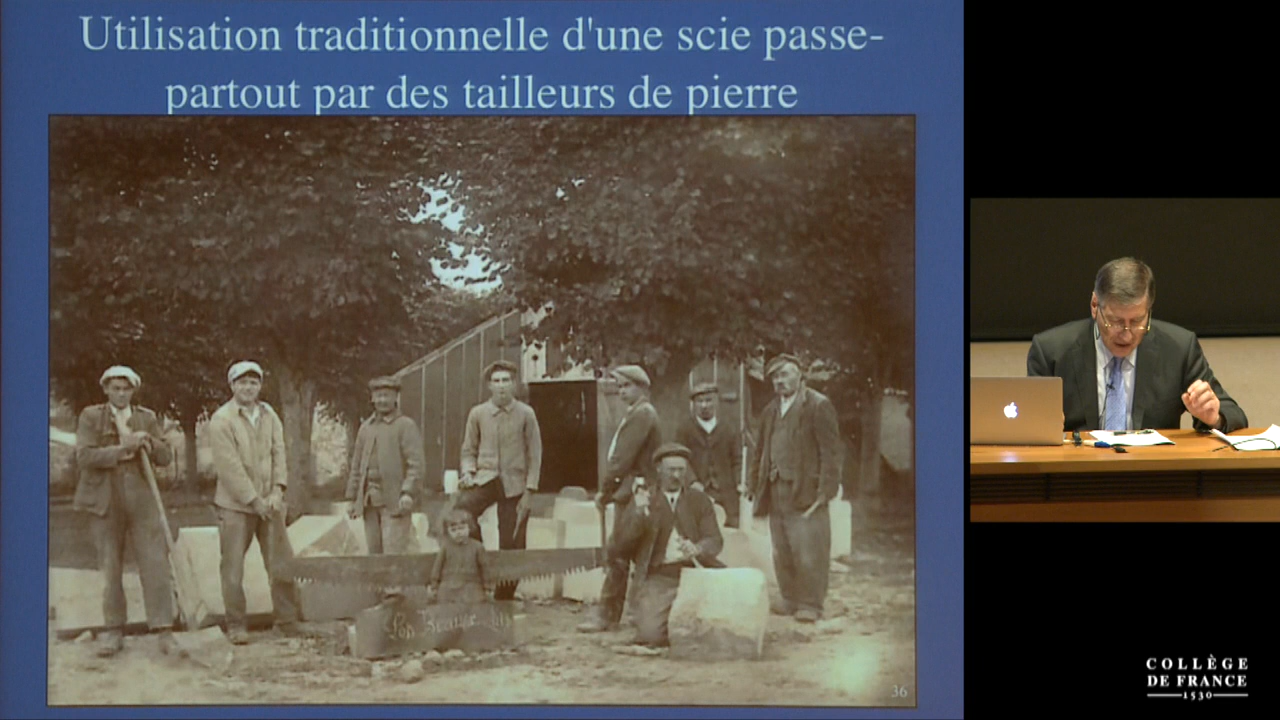 Utilisation traditionnelle d'une scie passe-
partout par des tailleurs de pierre
36
COLLÈGE
DE FRANCE
1530